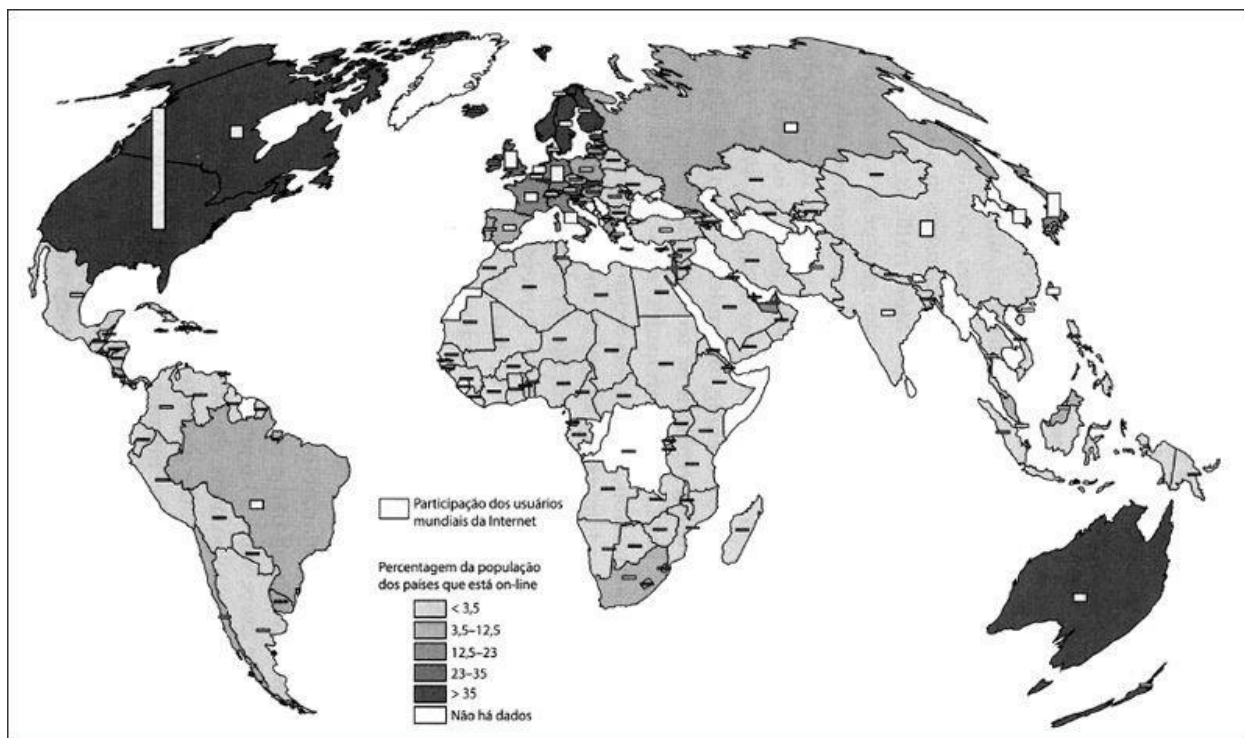 Participação dos usuários
mundiais da Internet
Percentagem da população
dos países que está on-line
< 3,5
3,5–12,5
12,5–23
23–35
> 35
Não há dados